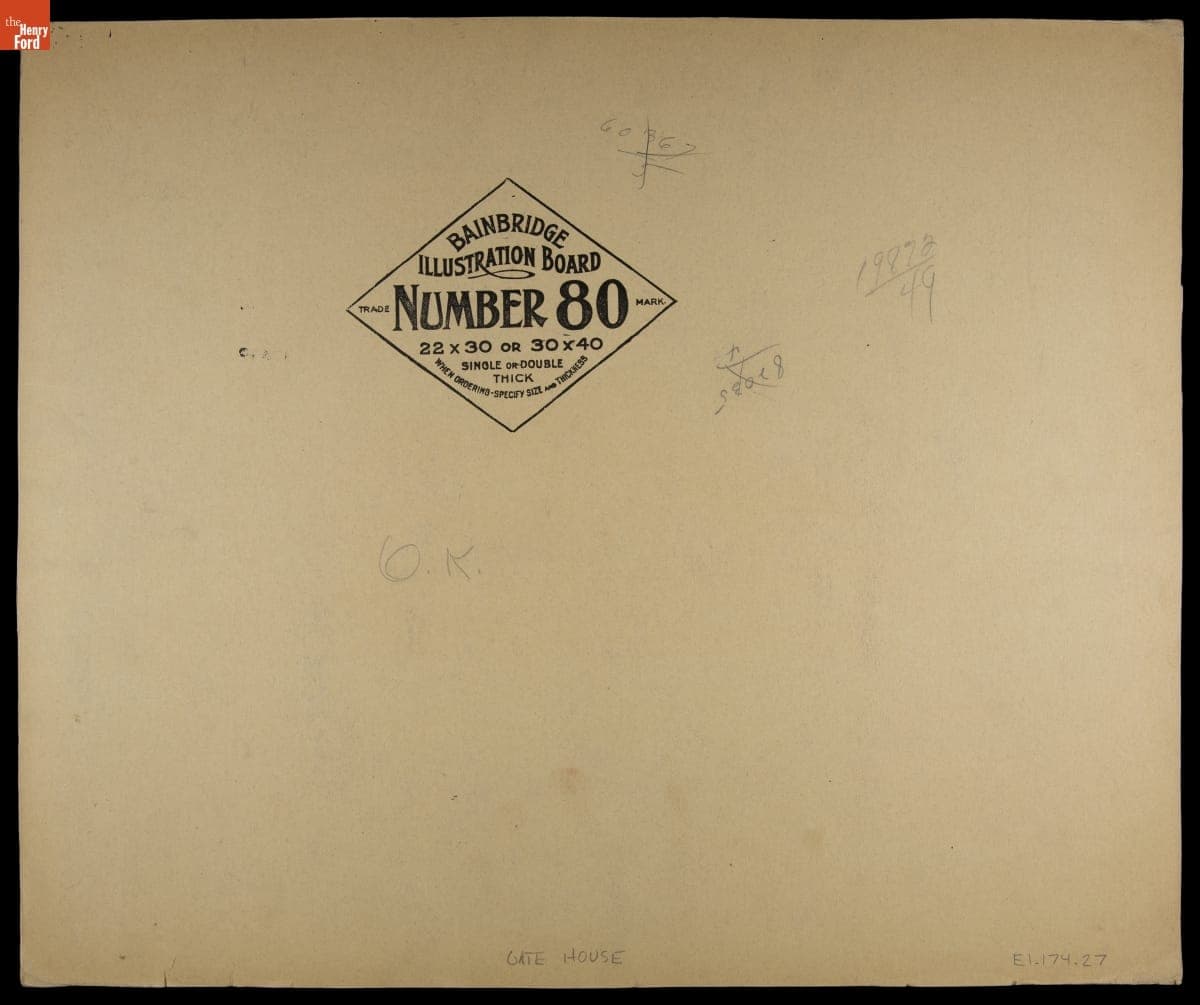 the Henry
Ford
BAINBRIDGE
ILLUSTRATION BOARD
TRADE NUMBER 80 MARK.
22 x 30 OR 30 x 40
SINGLE OR DOUBLE
THICK
WHEN ORDERING-SPECIFY SIZE AND THICKNESS
19872
49
O.K.
GATE HOUSE
E1.174.27